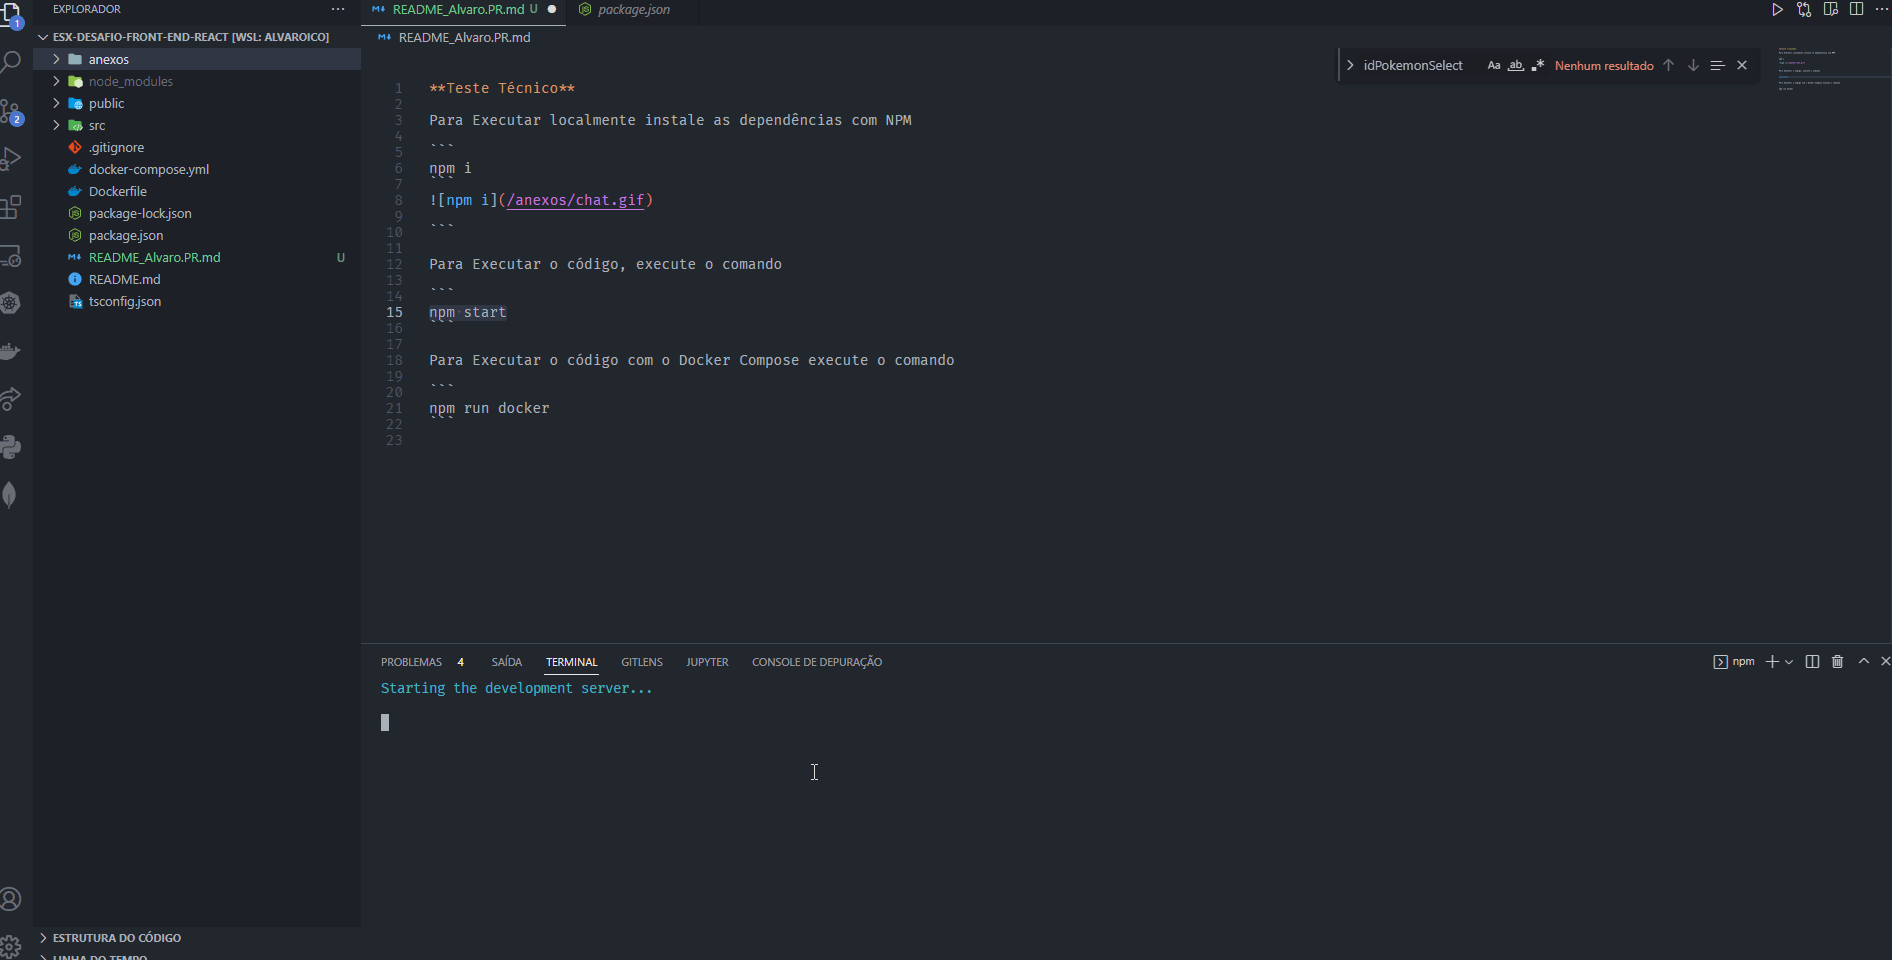 EXPLORADOR
ESX-DESAFIO-FRONT-END-REACT [WSL: ALVAROICO]
anexos
node_modules
public
src
.gitignore
docker-compose.yml
Dockerfile
package-lock.json
package.json
README_Alvaro.PR.md U
README.md
tsconfig.json
ESTRUTURA DO CÓDIGO
LINHA DO TEMPO
1
2
README_Alvaro.PR.md U
package.json
README_Alvaro.PR.md
idPokemonSelect Aa ab Nenhum resultado
1 **Teste Técnico**
2
3 Para Executar localmente instale as dependências com NPM
4
5 ```
6 npm i
7 ```
8 ![npm i](/anexos/chat.gif)
9
10 ```
11
12 Para Executar o código, execute o comando
13
14 ```
15 npm start
16 ```
17
18 Para Executar o código com o Docker Compose execute o comando
19
20 ```
21 npm run docker
22 ```
23
PROBLEMAS 4 SAÍDA TERMINAL GITLENS JUPYTER CONSOLE DE DEPURAÇÃO
npm
Starting the development server...